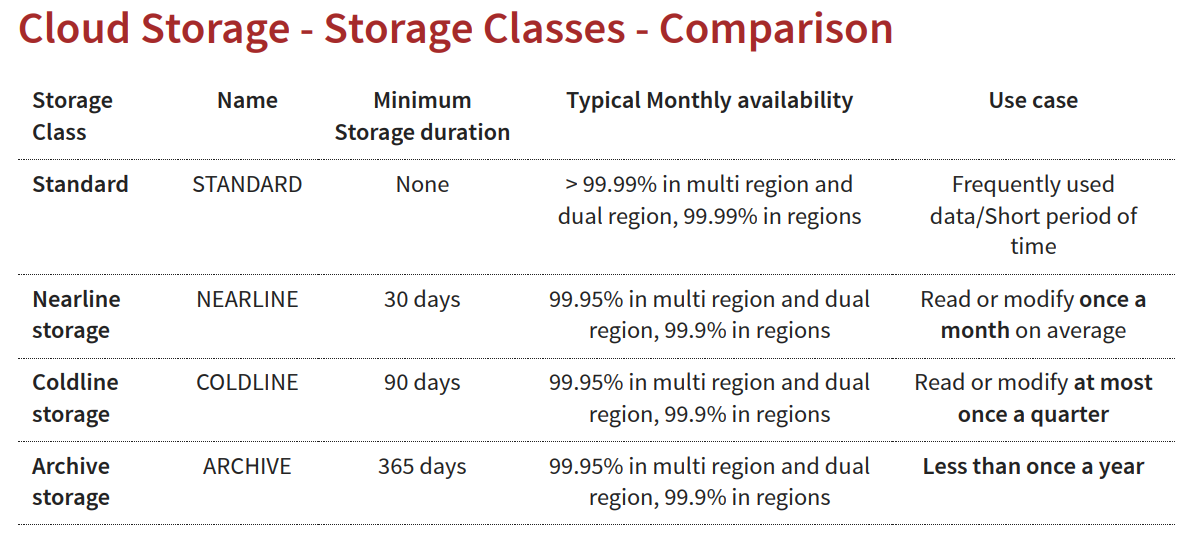 Cloud Storage - Storage Classes - Comparison
Storage Class Name Minimum Storage duration Typical Monthly availability Use case
Standard STANDARD None > 99.99% in multi region and dual region, 99.99% in regions Frequently used data/Short period of time
Nearline storage NEARLINE 30 days 99.95% in multi region and dual region, 99.9% in regions Read or modify once a month on average
Coldline storage COLDLINE 90 days 99.95% in multi region and dual region, 99.9% in regions Read or modify at most once a quarter
Archive storage ARCHIVE 365 days 99.95% in multi region and dual region, 99.9% in regions Less than once a year